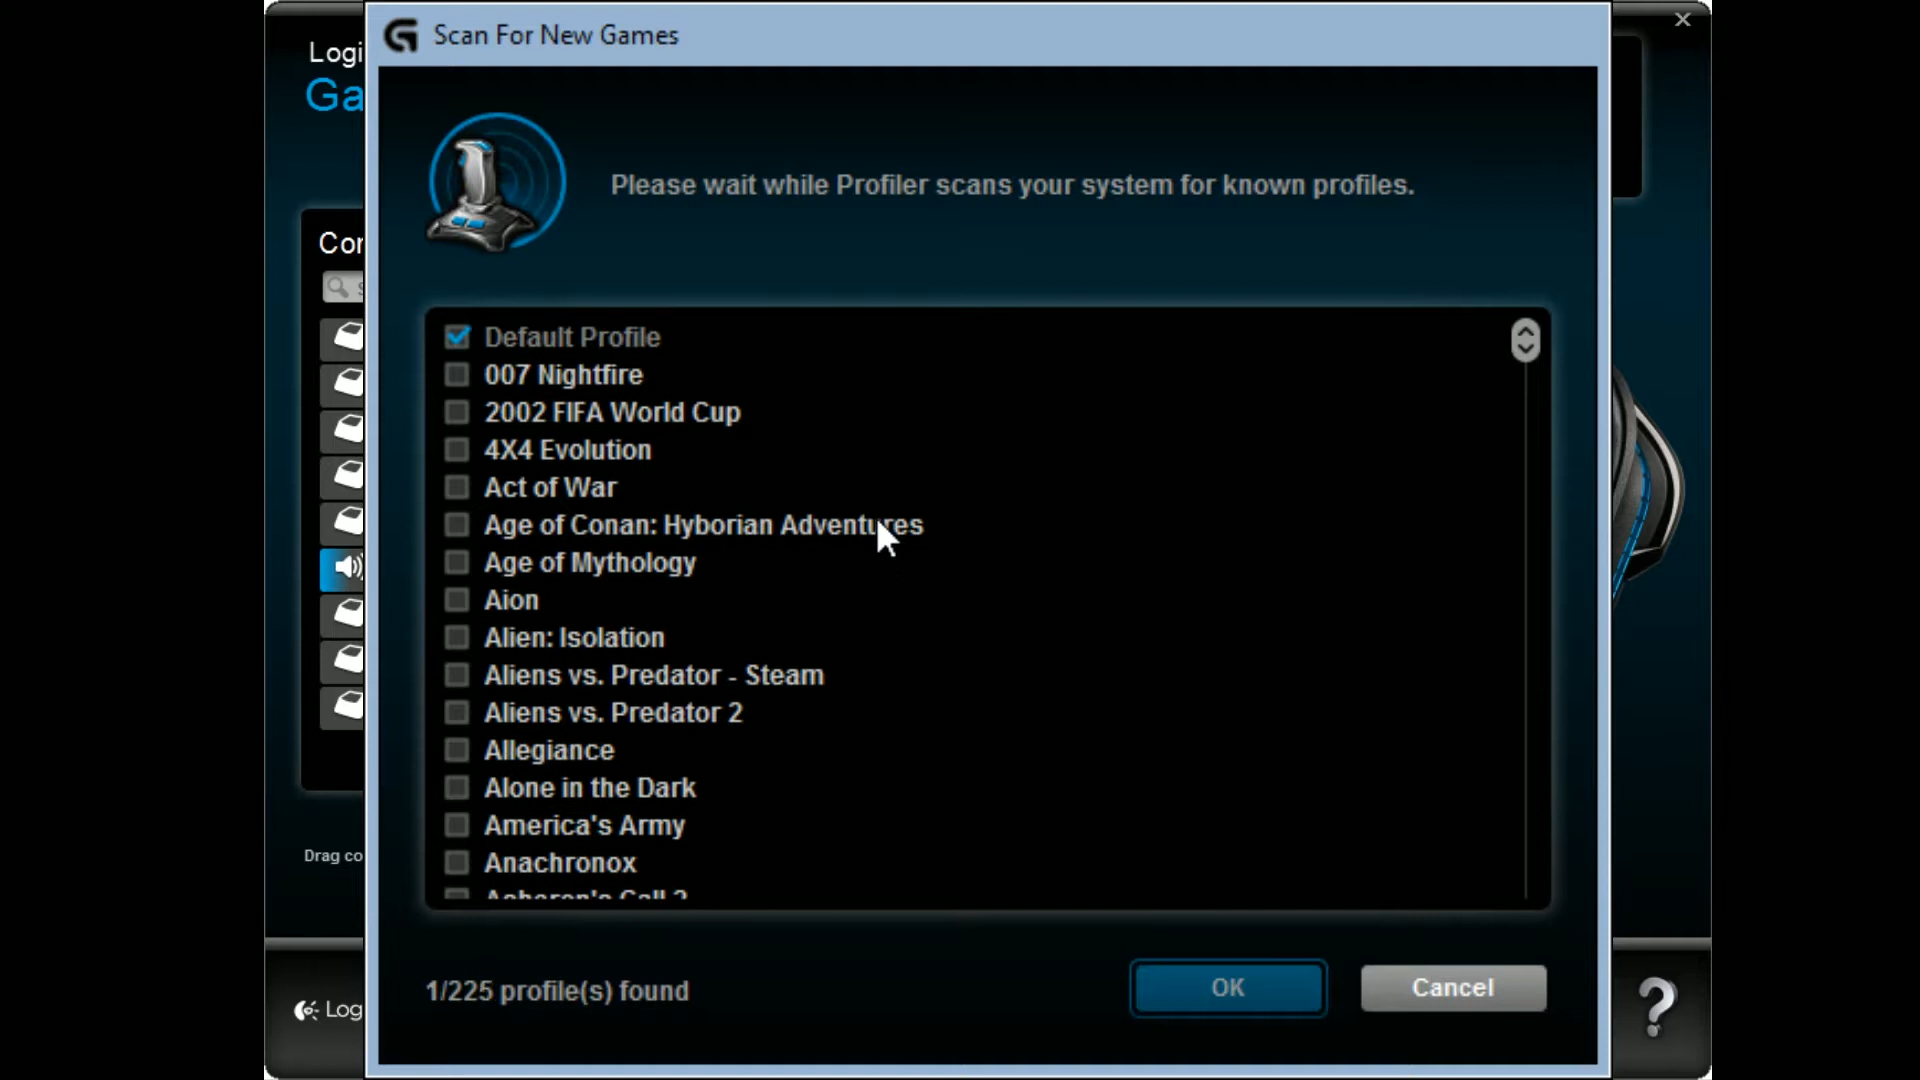 Scan For New Games
Logi
Ga
Please wait while Profiler scans your system for known profiles.
Default Profile
007 Nightfire
2002 FIFA World Cup
4X4 Evolution
Act of War
Age of Conan: Hyborian Adventures
Age of Mythology
Aion
Alien: Isolation
Aliens vs. Predator - Steam
Aliens vs. Predator 2
Allegiance
Alone in the Dark
America's Army
Anachronox
Asheron's Call 2
Drag co
1/225 profile(s) found
OK
Cancel
Log
?